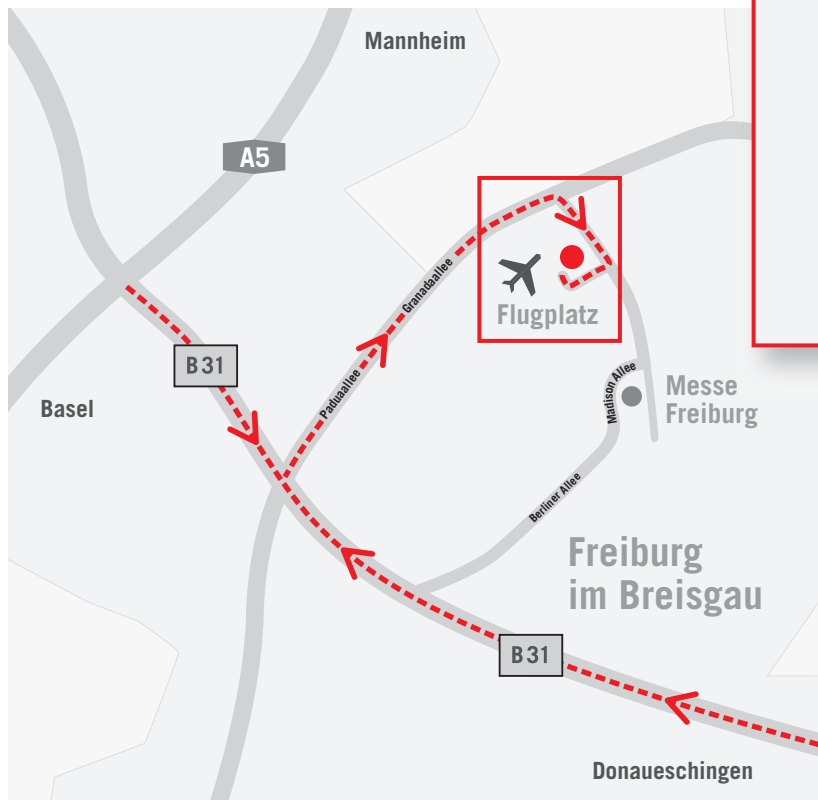 Mannheim
A5
Granadaallee
Flugplatz
B 31
Paduaallee
Basel
Madison Allee
Messe
Freiburg
Berliner Allee
Freiburg
im Breisgau
B 31
Donaueschingen